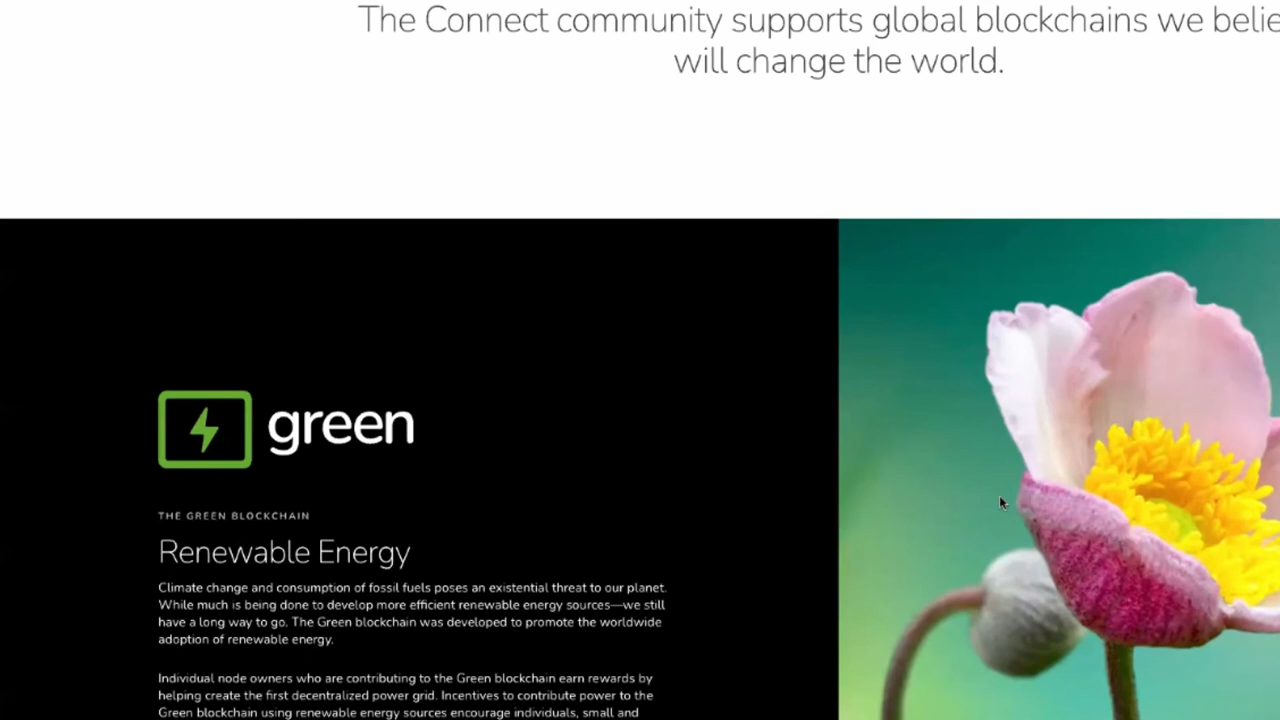 The Connect community supports global blockchains we belie
will change the world.
green
THE GREEN BLOCKCHAIN
Renewable Energy
Climate change and consumption of fossil fuels poses an existential threat to our planet.
While much is being done to develop more efficient renewable energy sources—we still
have a long way to go. The Green blockchain was developed to promote the worldwide
adoption of renewable energy.
Individual node owners who are contributing to the Green blockchain earn rewards by
helping create the first decentralized power grid. Incentives to contribute power to the
Green blockchain using renewable energy sources encourage individuals, small and